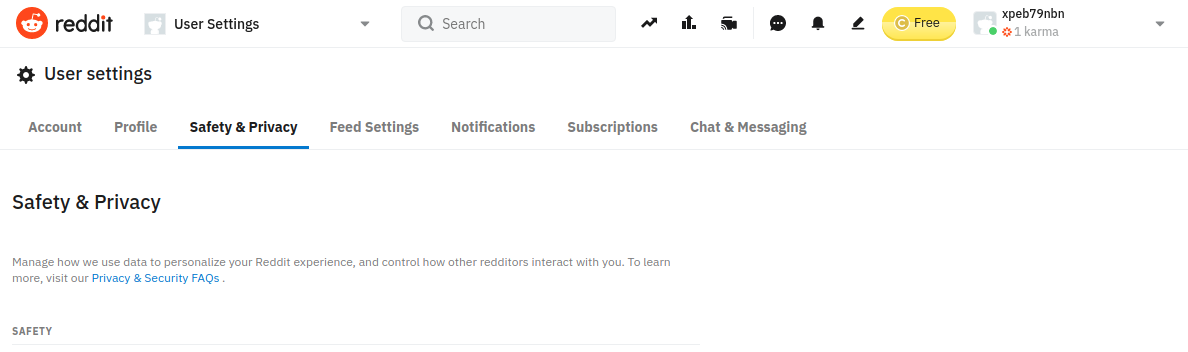 reddit
User Settings
Search
Free
xpeb79nbn
1 karma
User settings
Account
Profile
Safety & Privacy
Feed Settings
Notifications
Subscriptions
Chat & Messaging
Safety & Privacy
Manage how we use data to personalize your Reddit experience, and control how other redditors interact with you. To learn
more, visit our Privacy & Security FAQs .
SAFETY